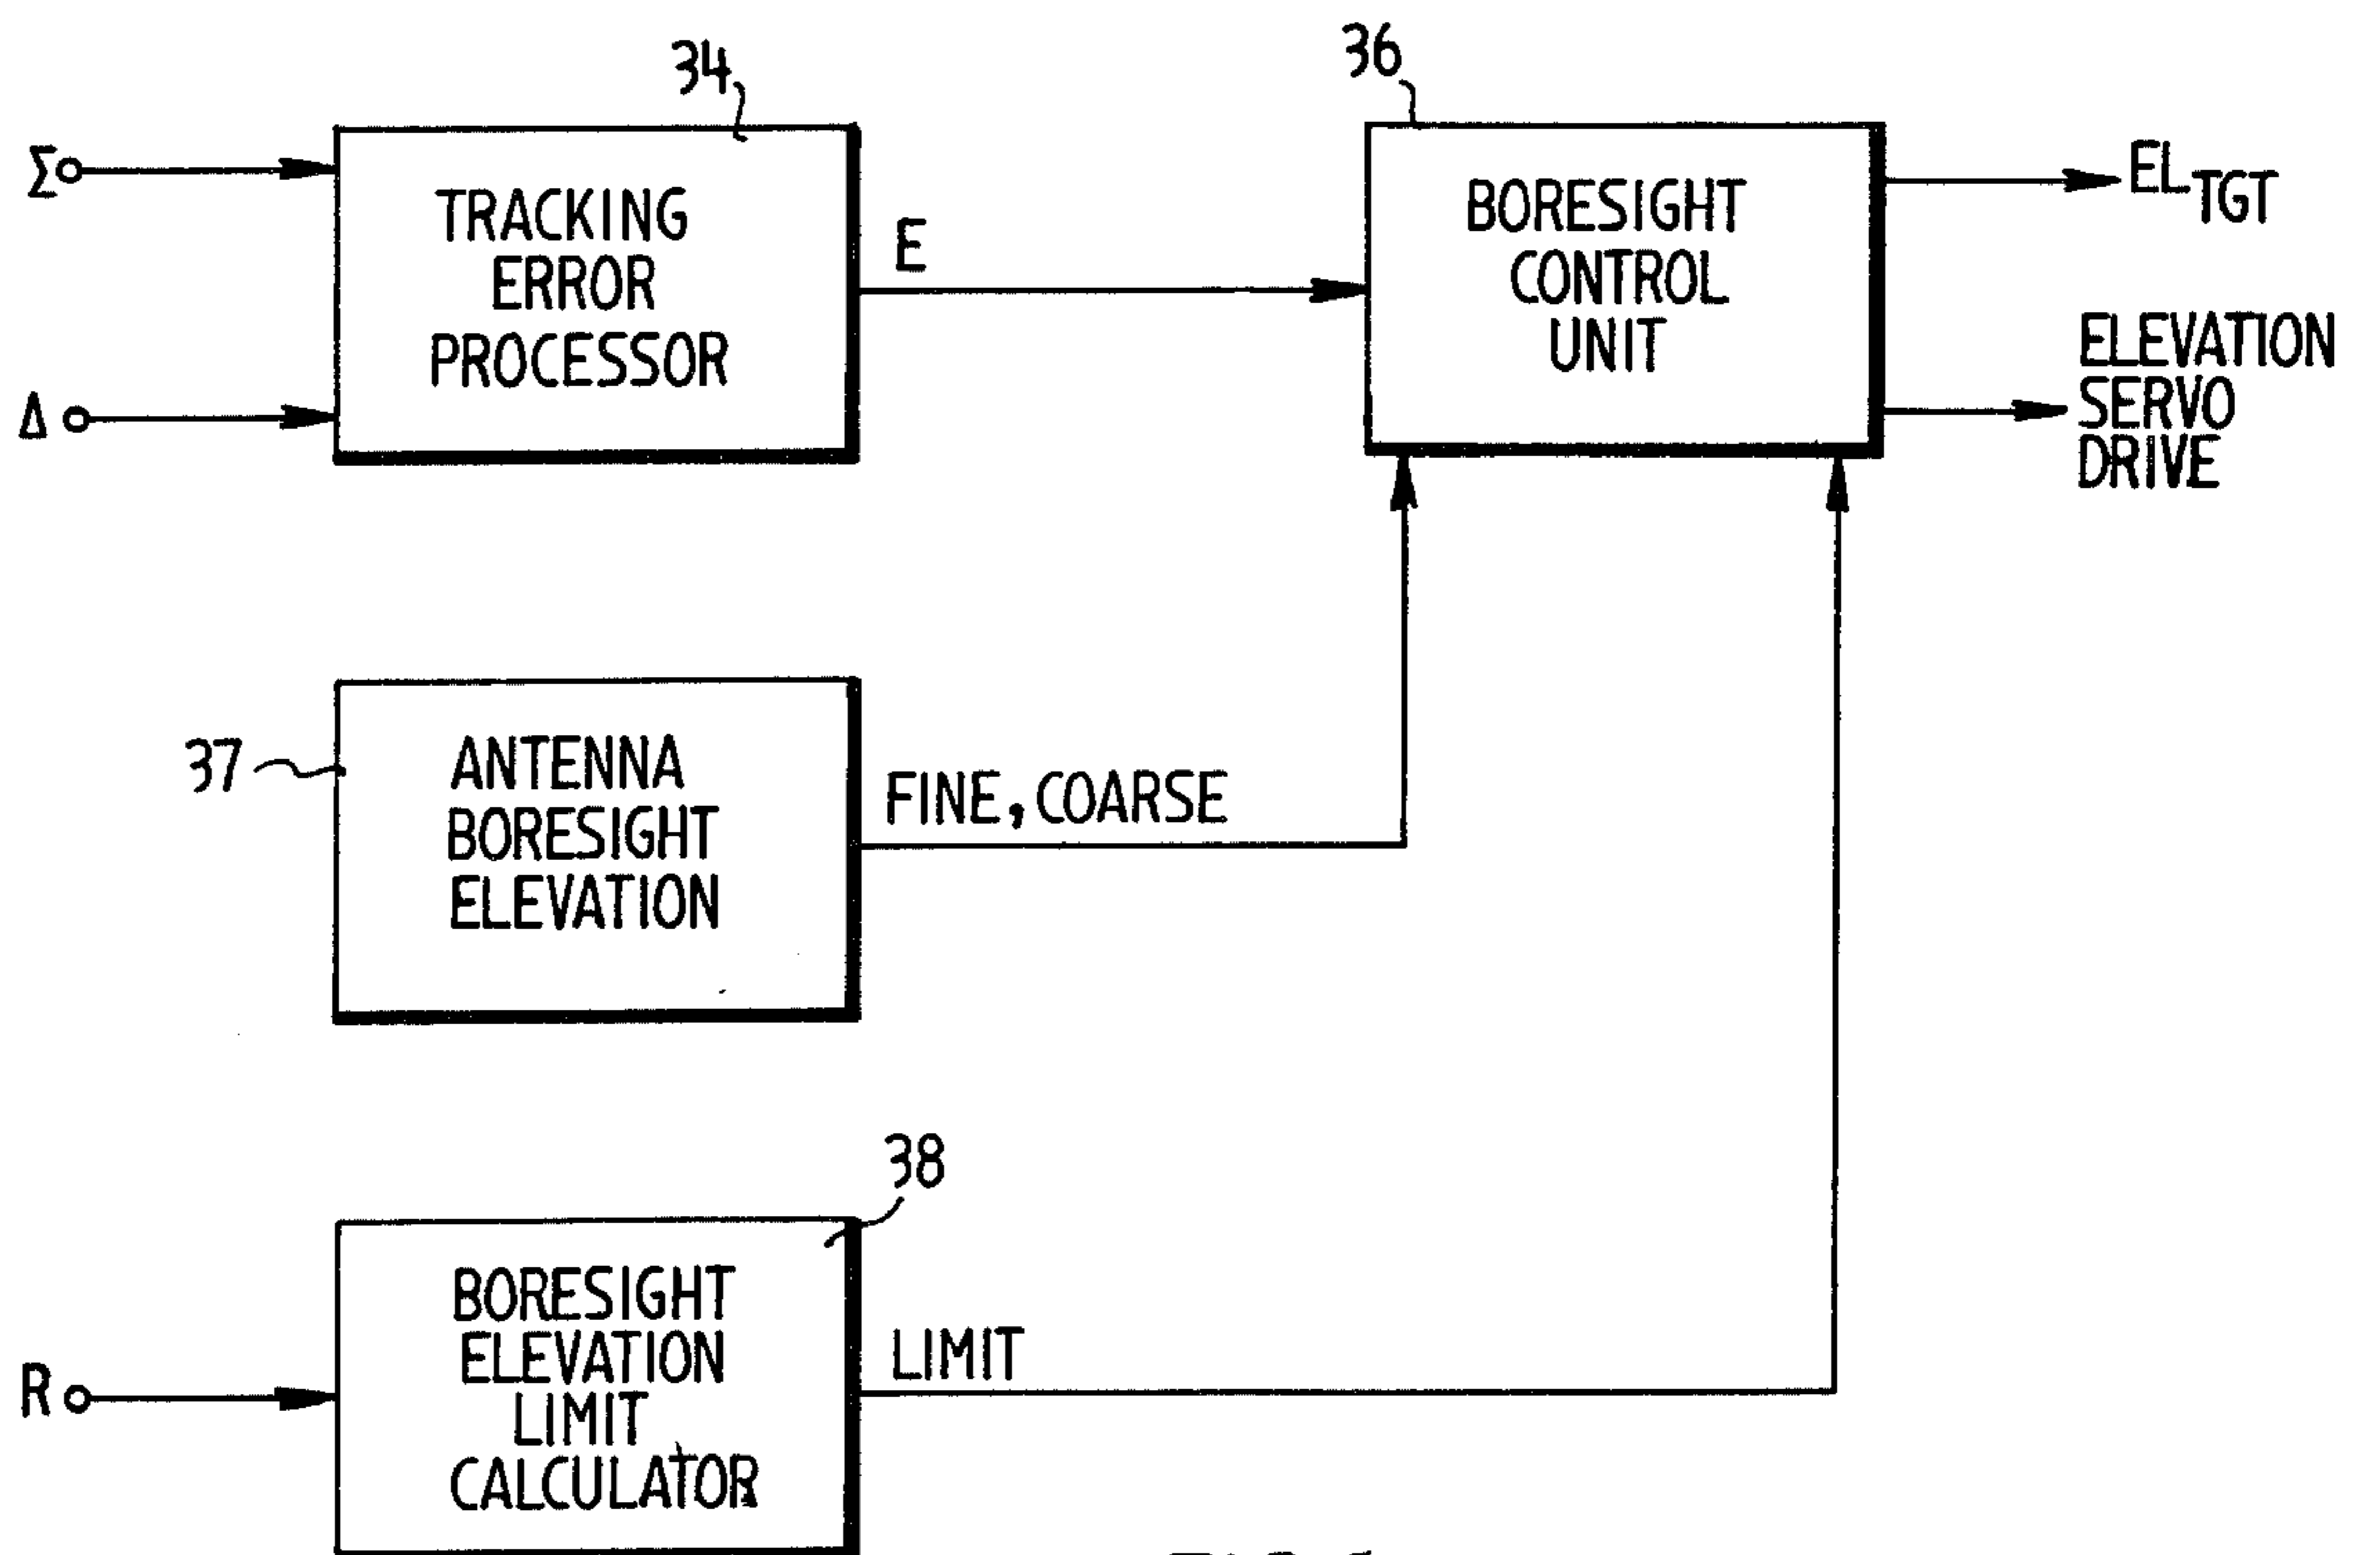 34
36
Σ
TRACKING
ERROR
PROCESSOR
E
BORESIGHT
CONTROL
UNIT
EL TGT
Δ
ELEVATION
SERVO
DRIVE
37
ANTENNA
BORESIGHT
ELEVATION
FINE, COARSE
38
R
BORESIGHT
ELEVATION
LIMIT
CALCULATOR
LIMIT